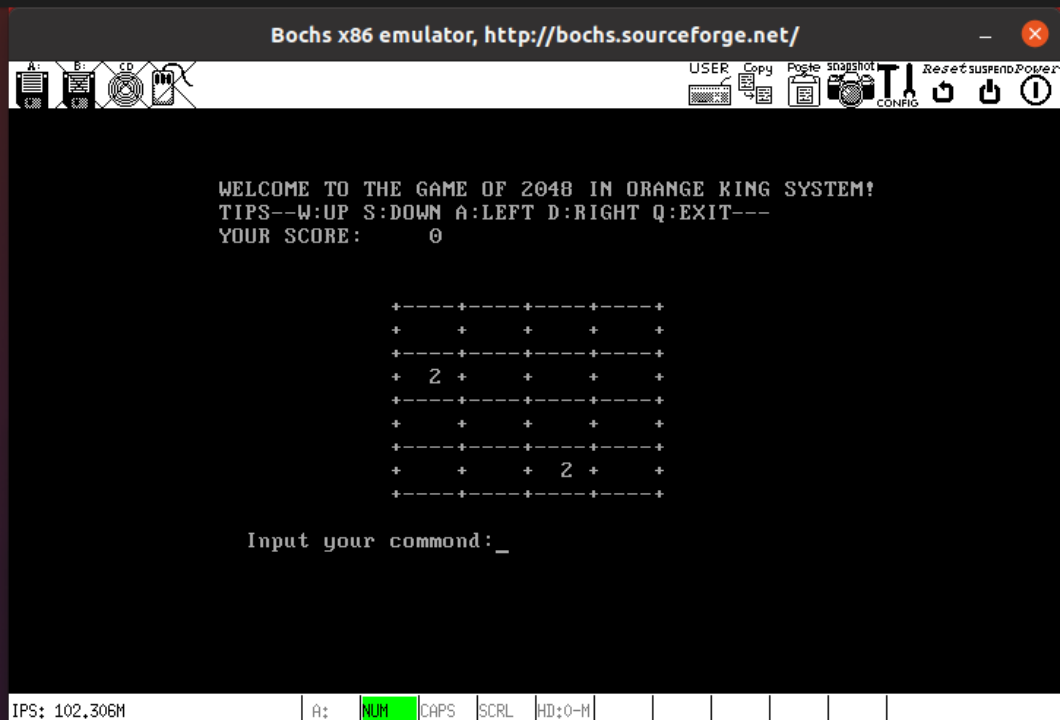 Bochs x86 emulator, http://bochs.sourceforge.net/
A: B: CD USER Copy Paste snapshot CONFIG Reset SUSPEND Power
WELCOME TO THE GAME OF 2048 IN ORANGE KING SYSTEM!
TIPS--W:UP S:DOWN A:LEFT D:RIGHT Q:EXIT---
YOUR SCORE:     0
+----+----+----+----+
+    +    +    +    +
+----+----+----+----+
+  2 +    +    +    +
+----+----+----+----+
+    +    +    +    +
+----+----+----+----+
+    +    +  2 +    +
+----+----+----+----+
Input your commond:_
IPS: 102.306M A: NUM CAPS SCRL HD:0-M